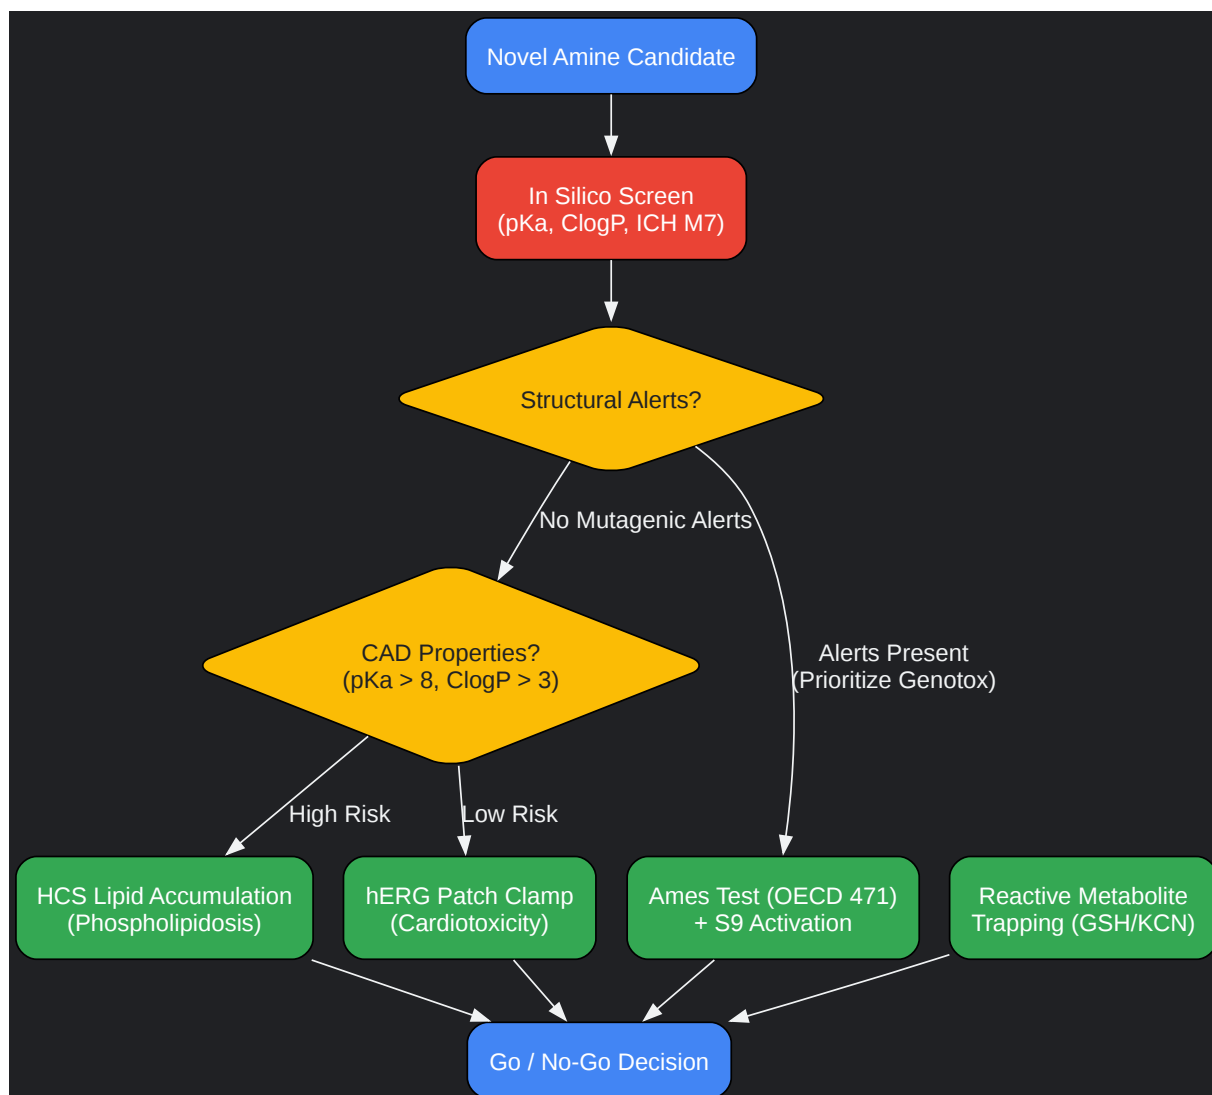 Novel Amine Candidate
In Silico Screen
(pKa, ClogP, ICH M7)
Structural Alerts?
No Mutagenic Alerts
CAD Properties?
(pKa > 8, ClogP > 3)
Alerts Present
(Prioritize Genotox)
High Risk
Low Risk
HCS Lipid Accumulation
(Phospholipidosis)
hERG Patch Clamp
(Cardiotoxicity)
Ames Test (OECD 471)
+ S9 Activation
Reactive Metabolite
Trapping (GSH/KCN)
Go / No-Go Decision